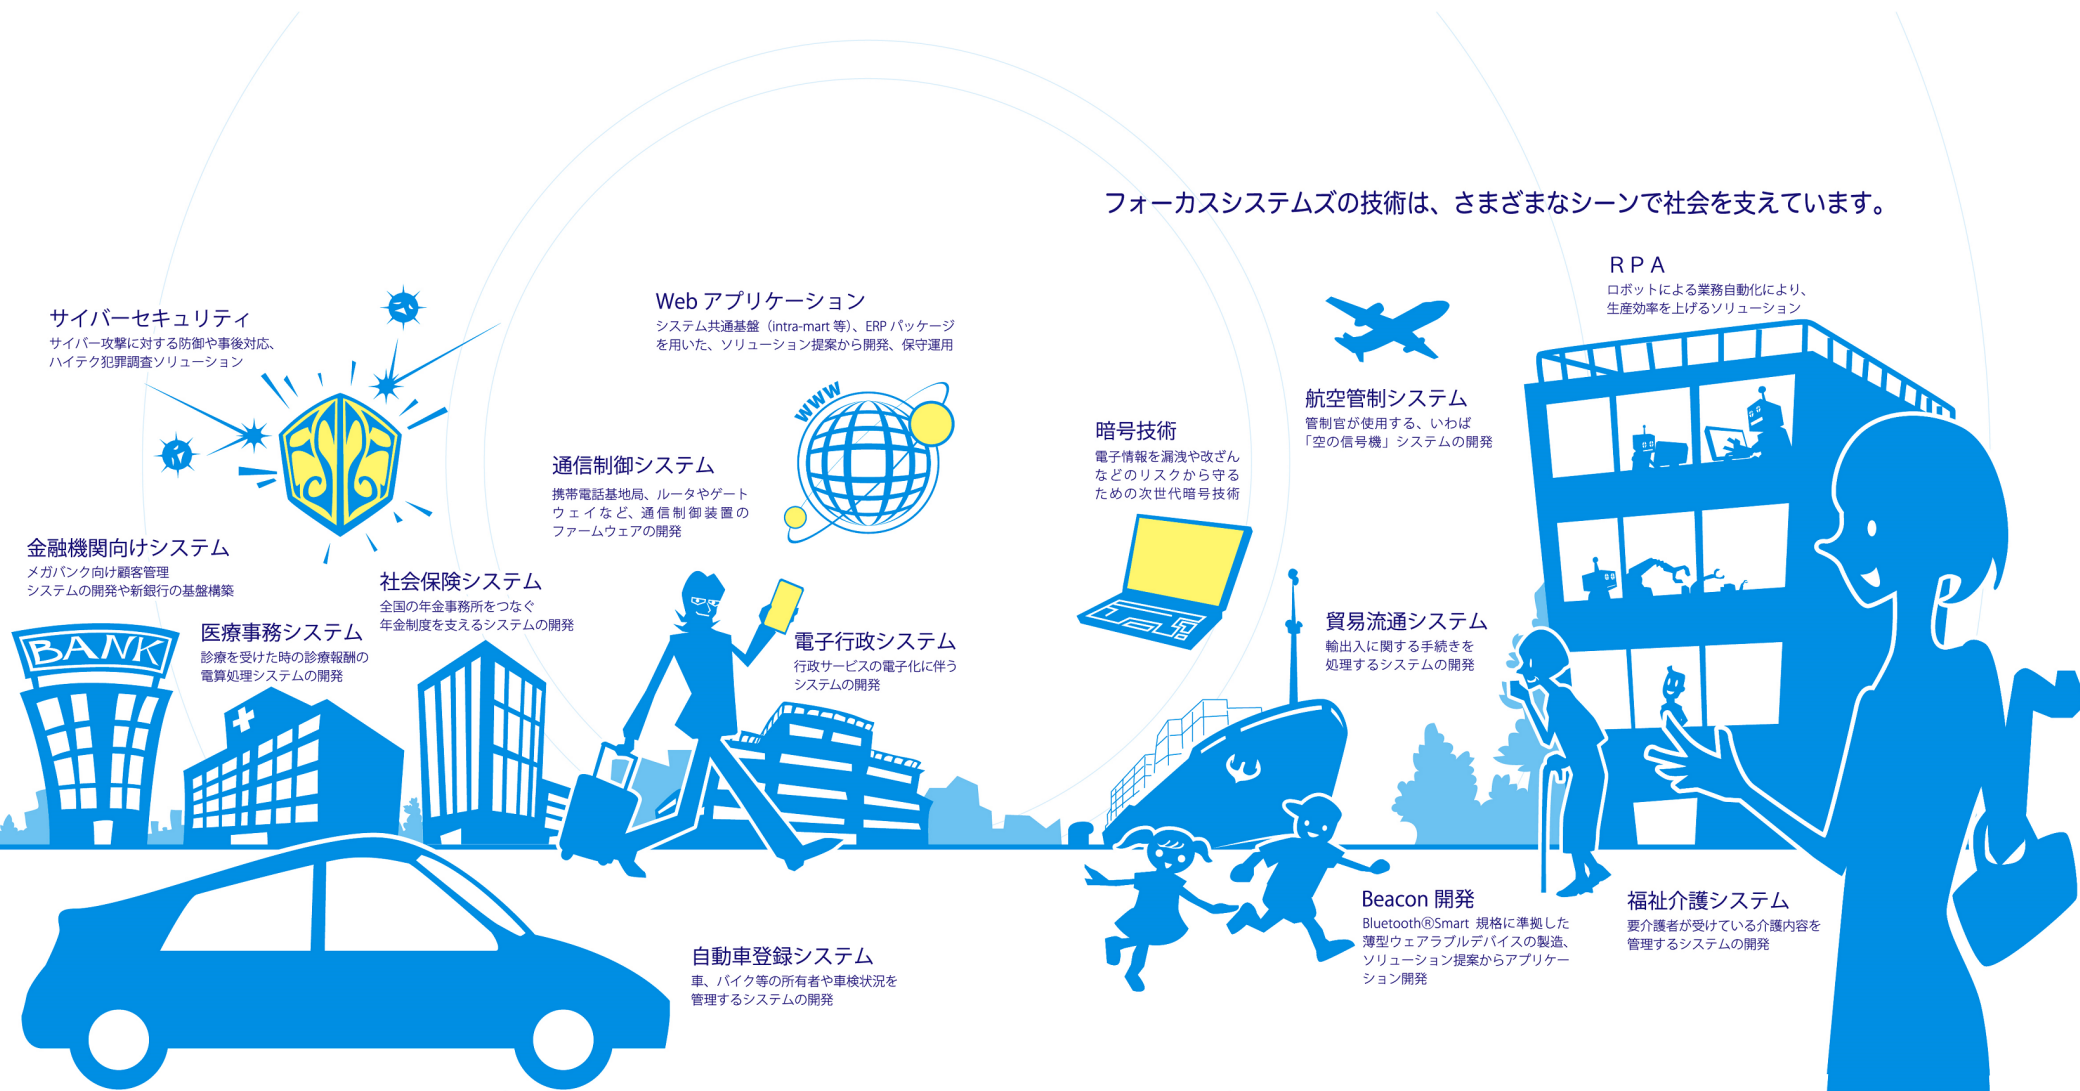 フォーカスシステムズの技術は、さまざまなシーンで社会を支えています。
サイバーセキュリティ
サイバー攻撃に対する防御や事後対応、
ハイテク犯罪調査ソリューション
Web アプリケーション
システム共通基盤（intra-mart 等）、ERP パッケージ
を用いた、ソリューション提案から開発、保守運用
WWW
通信制御システム
携帯電話基地局、ルータやゲート
ウェイなど、通信制御装置の
ファームウェアの開発
金融機関向けシステム
メガバンク向け顧客管理
システムの開発や新銀行の基盤構築
BANK
医療事務システム
診療を受けた時の診療報酬の
電算処理システムの開発
社会保険システム
全国の年金事務所をつなぐ
年金制度を支えるシステムの開発
電子行政システム
行政サービスの電子化に伴う
システムの開発
自動車登録システム
車、バイク等の所有者や車検状況を
管理するシステムの開発
暗号技術
電子情報を漏洩や改ざん
などのリスクから守る
ための次世代暗号技術
航空管制システム
管制官が使用する、いわば
「空の信号機」システムの開発
RPA
ロボットによる業務自動化により、
生産効率を上げるソリューション
貿易流通システム
輸出入に関する手続きを
処理するシステムの開発
Beacon 開発
Bluetooth®Smart 規格に準拠した
薄型ウェアラブルデバイスの製造、
ソリューション提案からアプリケー
ション開発
福祉介護システム
要介護者が受けている介護内容を
管理するシステムの開発